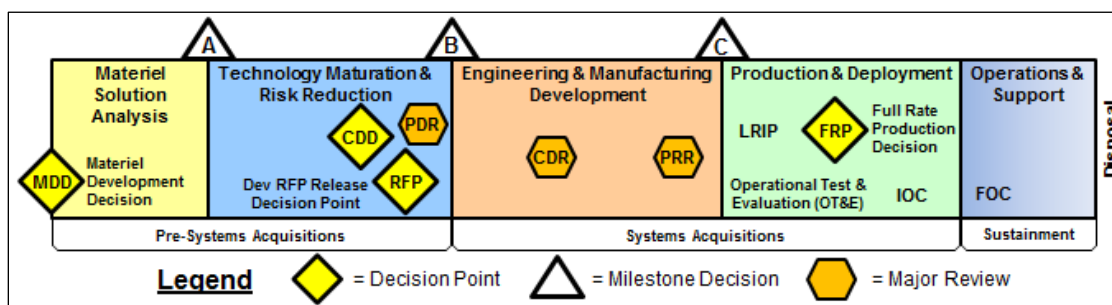 A
B
C
Materiel
Solution
Analysis
MDD
Materiel
Development
Decision
Technology Maturation &
Risk Reduction
CDD
PDR
Dev RFP Release
Decision Point
RFP
Engineering & Manufacturing
Development
CDR
PRR
Production & Deployment
LRIP
FRP
Full Rate
Production
Decision
Operational Test &
Evaluation (OT&E)
IOC
Operations &
Support
FOC
Disposal
Pre-Systems Acquisitions
Systems Acquisitions
Sustainment
Legend
= Decision Point
= Milestone Decision
= Major Review